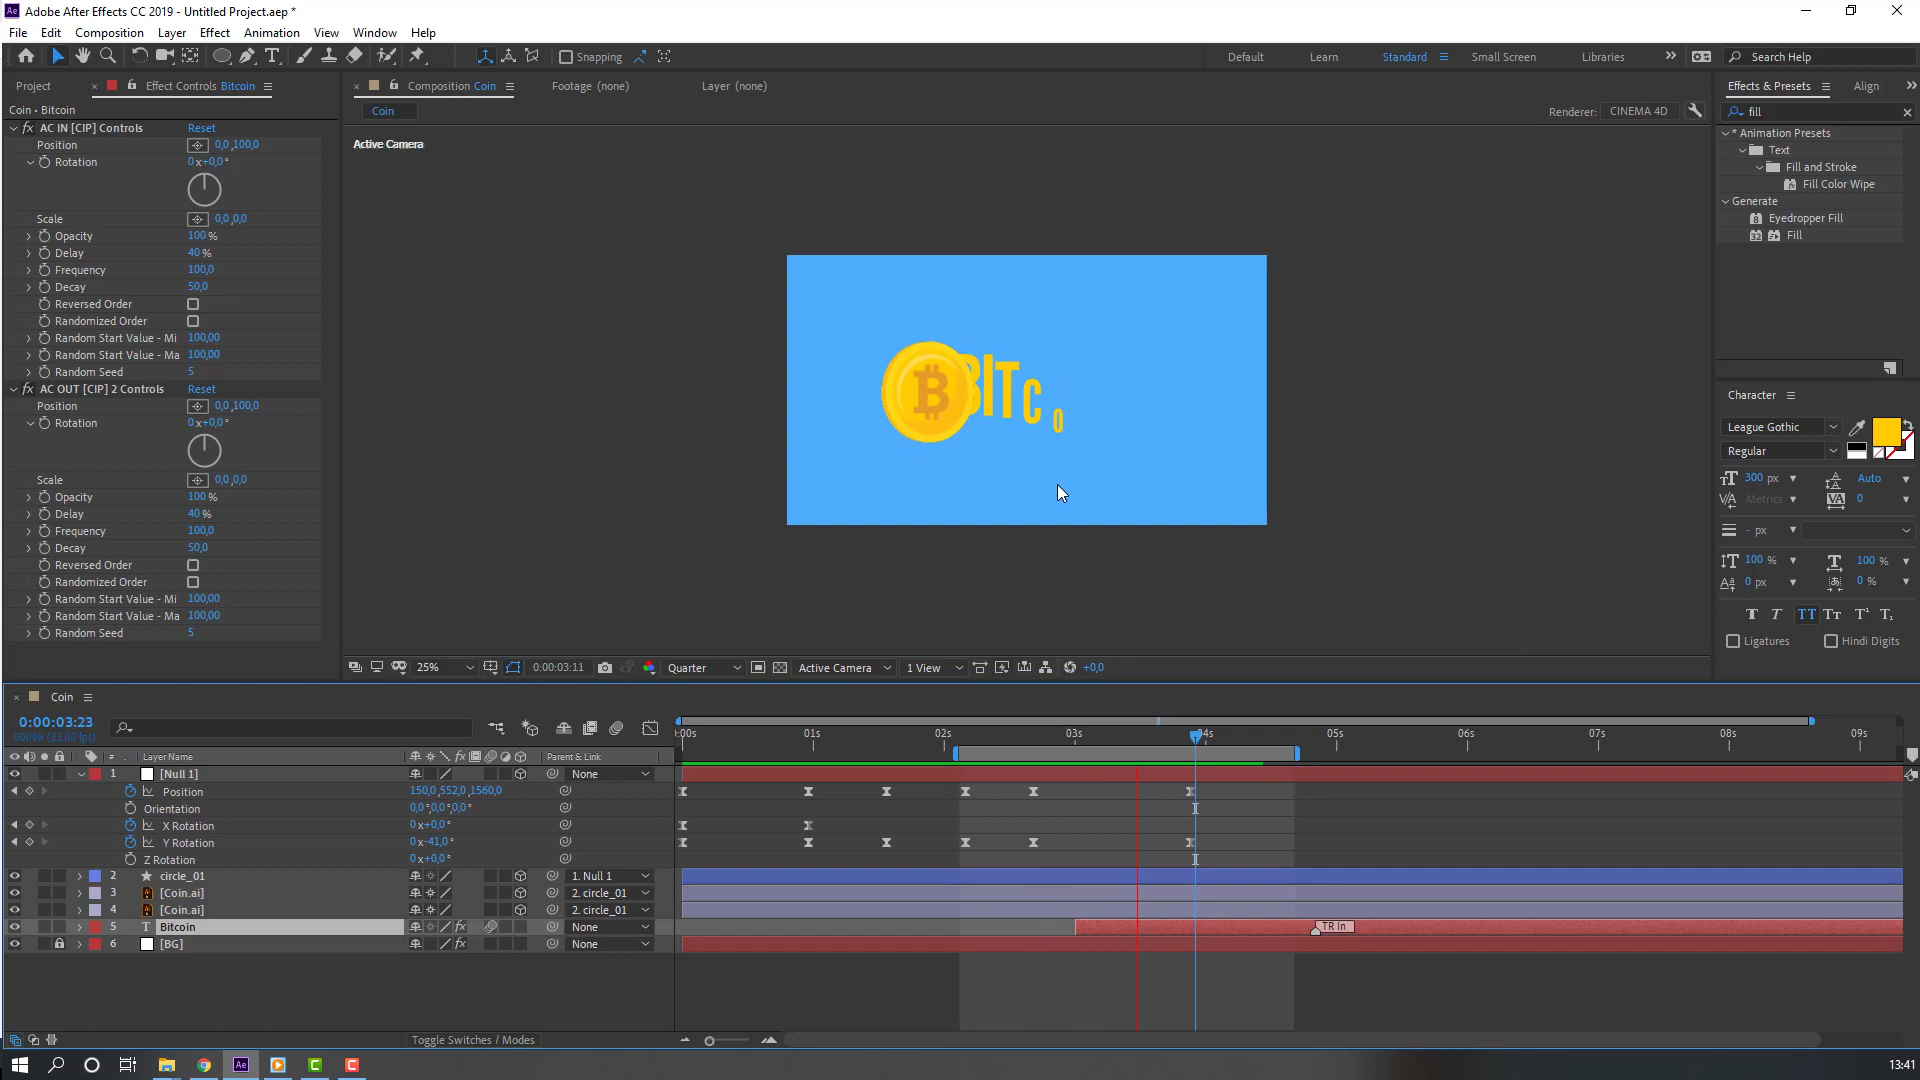 Adobe After Effects CC 2019 - Untitled Project.aep *
File Edit Composition Layer Effect Animation View Window Help
Snapping Default Learn Standard Small Screen Libraries Search Help
Project Effect Controls Bitcoin Composition Coin Footage (none) Layer (none) Effects & Presets Align
Coin • Bitcoin
Coin
Renderer: CINEMA 4D
fill
AC IN [CIP] Controls Reset
Position 0,0,100,0
Rotation 0x+0,0°
Scale 0,0,0,0
Opacity 100 %
Delay 40 %
Frequency 100,0
Decay 50,0
Reversed Order
Randomized Order
Random Start Value - Mi 100,00
Random Start Value - Ma 100,00
Random Seed 5
AC OUT [CIP] 2 Controls Reset
Position 0,0,100,0
Rotation 0x+0,0°
Scale 0,0,0,0
Opacity 100 %
Delay 40 %
Frequency 100,0
Decay 50,0
Reversed Order
Randomized Order
Random Start Value - Mi 100,00
Random Start Value - Ma 100,00
Random Seed 5
Active Camera
BITCO
* Animation Presets
Text
Fill and Stroke
Fill Color Wipe
Generate
Eyedropper Fill
32 Fill
Character
League Gothic
Regular
300 px Auto
Metrics 0
- px
100 % 100 %
0 px 0 %
Ligatures Hindi Digits
25% 0:00:03:11 Quarter Active Camera 1 View +0,0
Coin
0:00:03:23
00098 (25.00 fps)
:00s 01s 02s 03s 04s 05s 06s 07s 08s 09s
# Layer Name Parent & Link
1 [Null 1] None
Position 150,0,552,0,1560,0
Orientation 0,0°,0,0°,0,0°
X Rotation 0x+0,0°
Y Rotation 0x-41,0°
Z Rotation 0x+0,0°
2 circle_01 1. Null 1
3 [Coin.ai] 2. circle_01
4 [Coin.ai] 2. circle_01
5 T Bitcoin None TR In
6 [BG] None
Toggle Switches / Modes
13:41